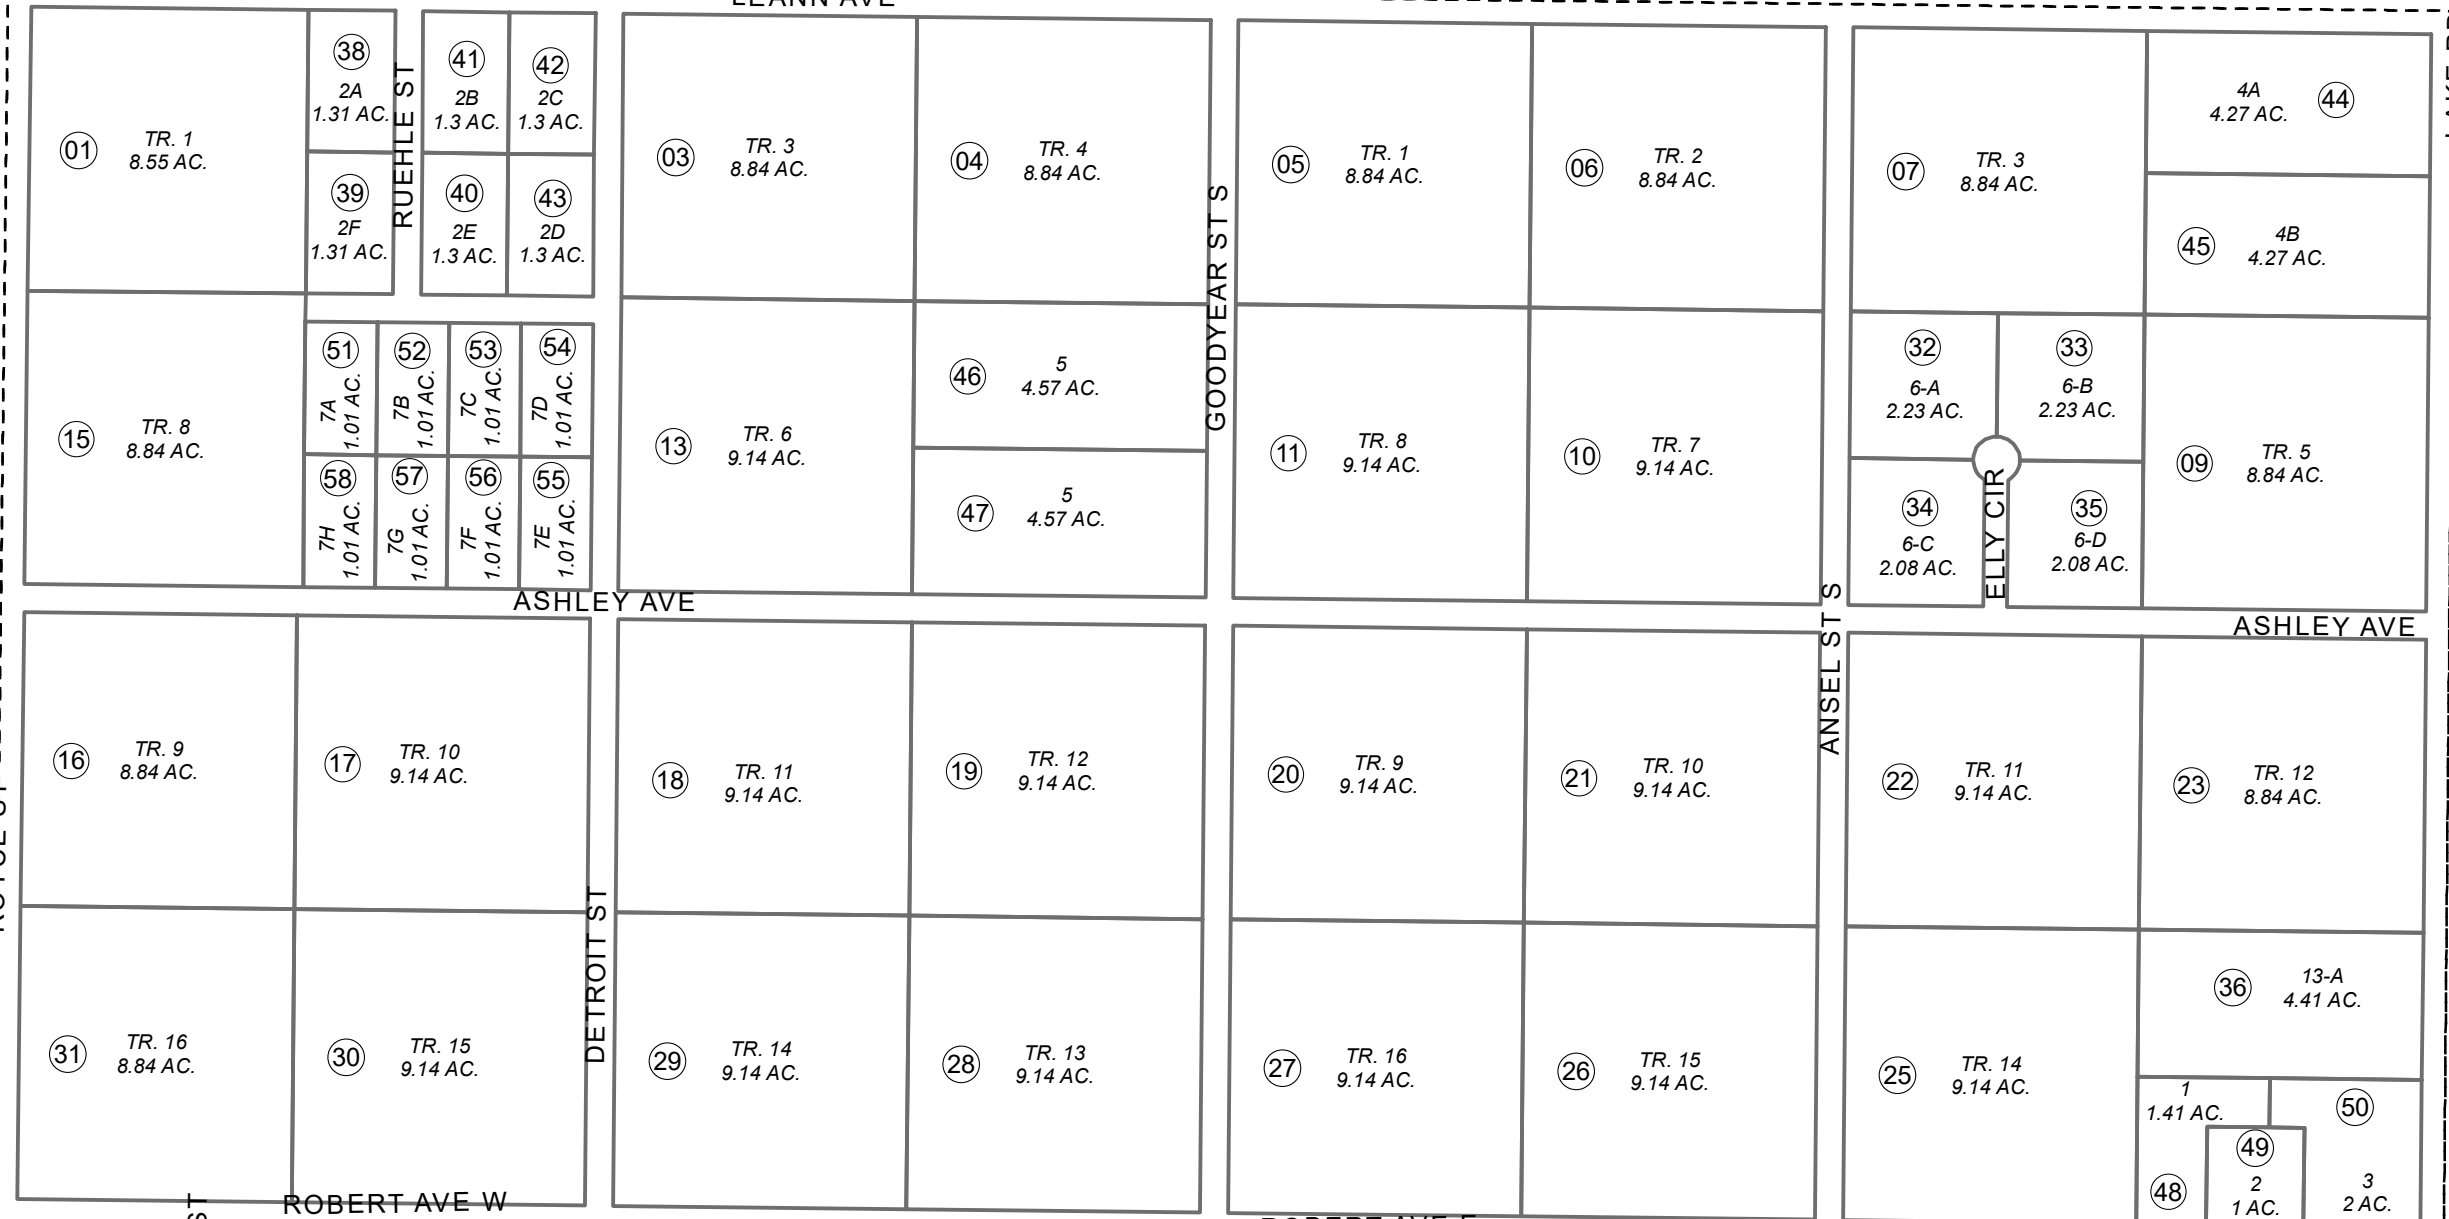 LEANN AVE
38
2A
1.31 AC.
41
2B
1.3 AC.
42
2C
1.3 AC.
01
TR. 1
8.55 AC.
RUEHLE ST
39
2F
1.31 AC.
40
2E
1.3 AC.
43
2D
1.3 AC.
03
TR. 3
8.84 AC.
04
TR. 4
8.84 AC.
GOODYEAR ST S
05
TR. 1
8.84 AC.
06
TR. 2
8.84 AC.
07
TR. 3
8.84 AC.
4A
4.27 AC.
44
45
4B
4.27 AC.
15
TR. 8
8.84 AC.
51
7A
1.01 AC.
52
7B
1.01 AC.
53
7C
1.01 AC.
54
7D
1.01 AC.
58
7H
1.01 AC.
57
7G
1.01 AC.
56
7F
1.01 AC.
55
7E
1.01 AC.
13
TR. 6
9.14 AC.
46
5
4.57 AC.
47
5
4.57 AC.
11
TR. 8
9.14 AC.
10
TR. 7
9.14 AC.
32
6-A
2.23 AC.
33
6-B
2.23 AC.
34
6-C
2.08 AC.
ELLY CIR
35
6-D
2.08 AC.
09
TR. 5
8.84 AC.
ASHLEY AVE
ASHLEY AVE
ANSEL ST S
16
TR. 9
8.84 AC.
17
TR. 10
9.14 AC.
18
TR. 11
9.14 AC.
19
TR. 12
9.14 AC.
20
TR. 9
9.14 AC.
21
TR. 10
9.14 AC.
22
TR. 11
9.14 AC.
23
TR. 12
8.84 AC.
DETROIT ST
31
TR. 16
8.84 AC.
30
TR. 15
9.14 AC.
29
TR. 14
9.14 AC.
28
TR. 13
9.14 AC.
27
TR. 16
9.14 AC.
26
TR. 15
9.14 AC.
25
TR. 14
9.14 AC.
36
13-A
4.41 AC.
1
1.41 AC.
48
49
2
1 AC.
50
3
2 AC.
ST
ROBERT AVE W
ROBERT AVE E